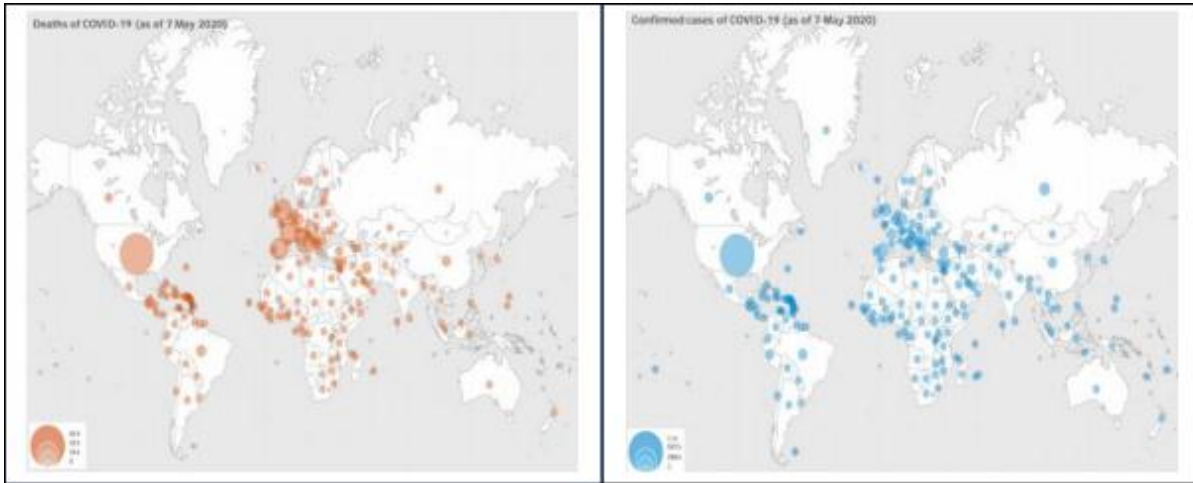 Deaths of COVID-19 (as of 7 May 2020)
Confirmed cases of COVID-19 (as of 7 May 2020)